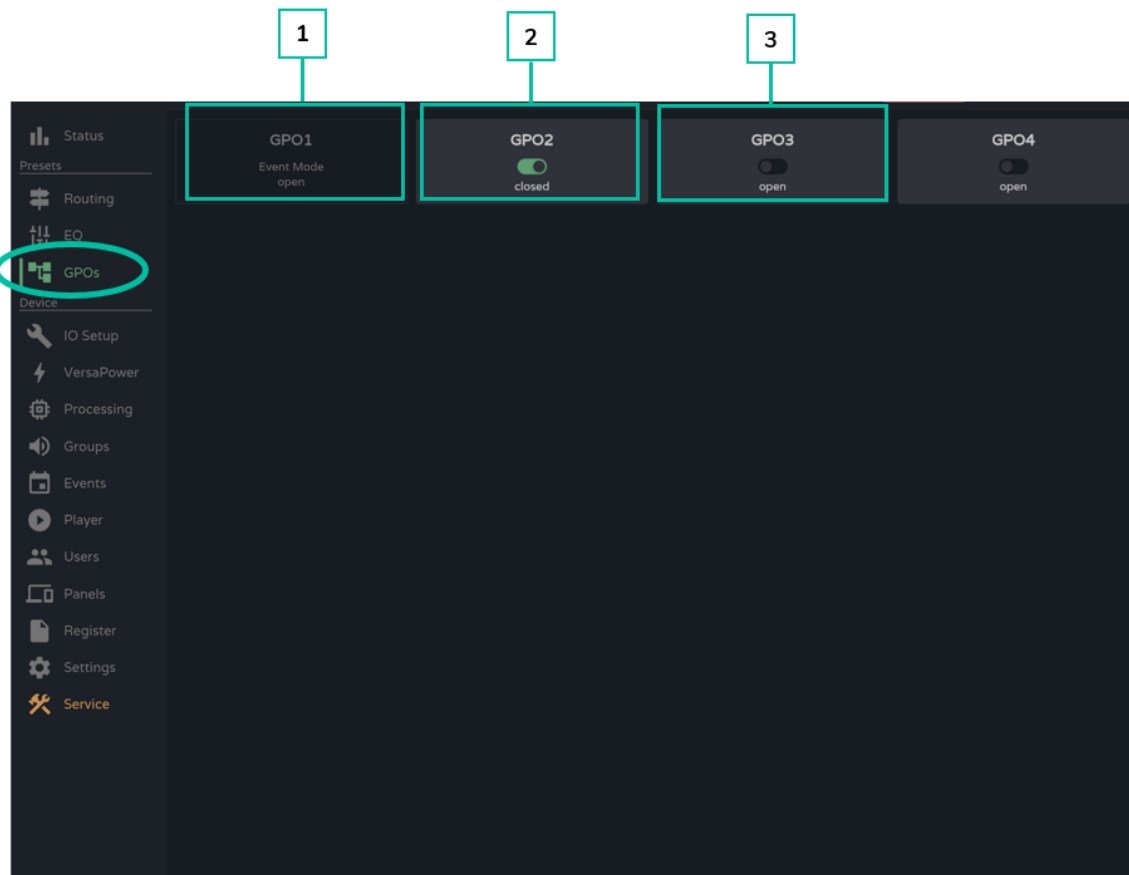 1
2
3
Status
Presets
Routing
EQ
GPOs
Device
IO Setup
VersaPower
Processing
Groups
Events
Player
Users
Panels
Register
Settings
Service
GPO1
Event Mode
open
GPO2
closed
GPO3
open
GPO4
open